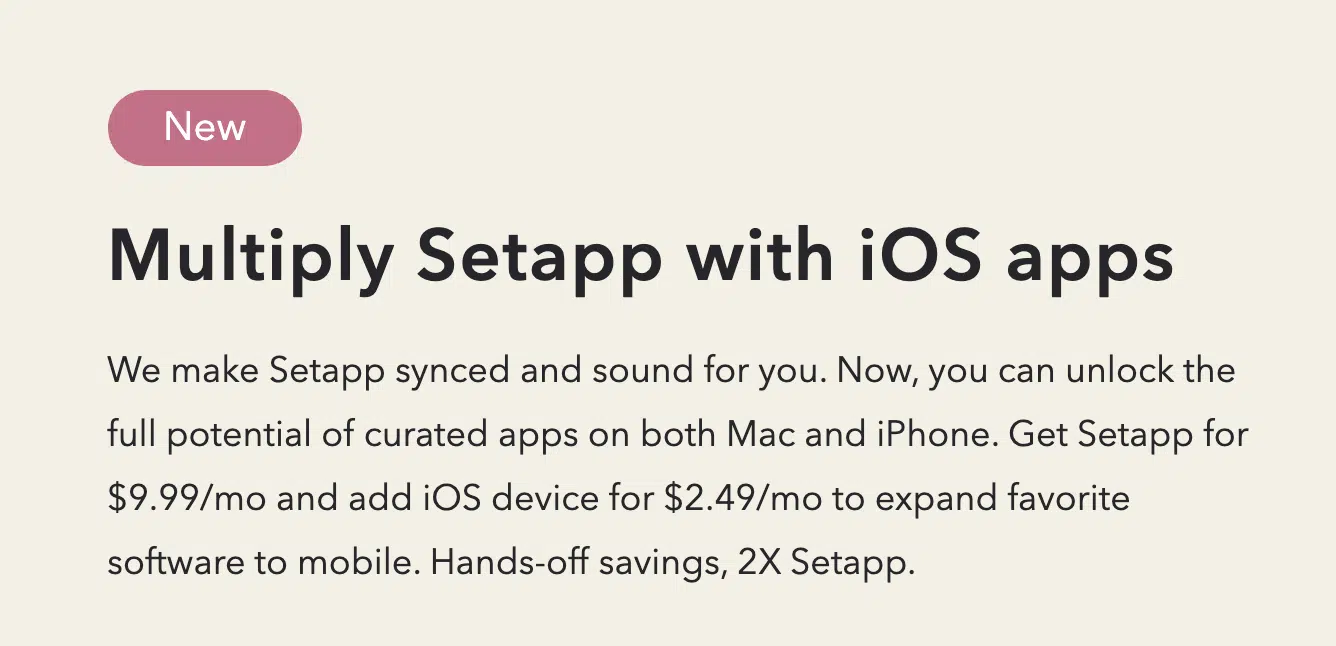 New
Multiply Setapp with iOS apps
We make Setapp synced and sound for you. Now, you can unlock the
full potential of curated apps on both Mac and iPhone. Get Setapp for
$9.99/mo and add iOS device for $2.49/mo to expand favorite
software to mobile. Hands-off savings, 2X Setapp.